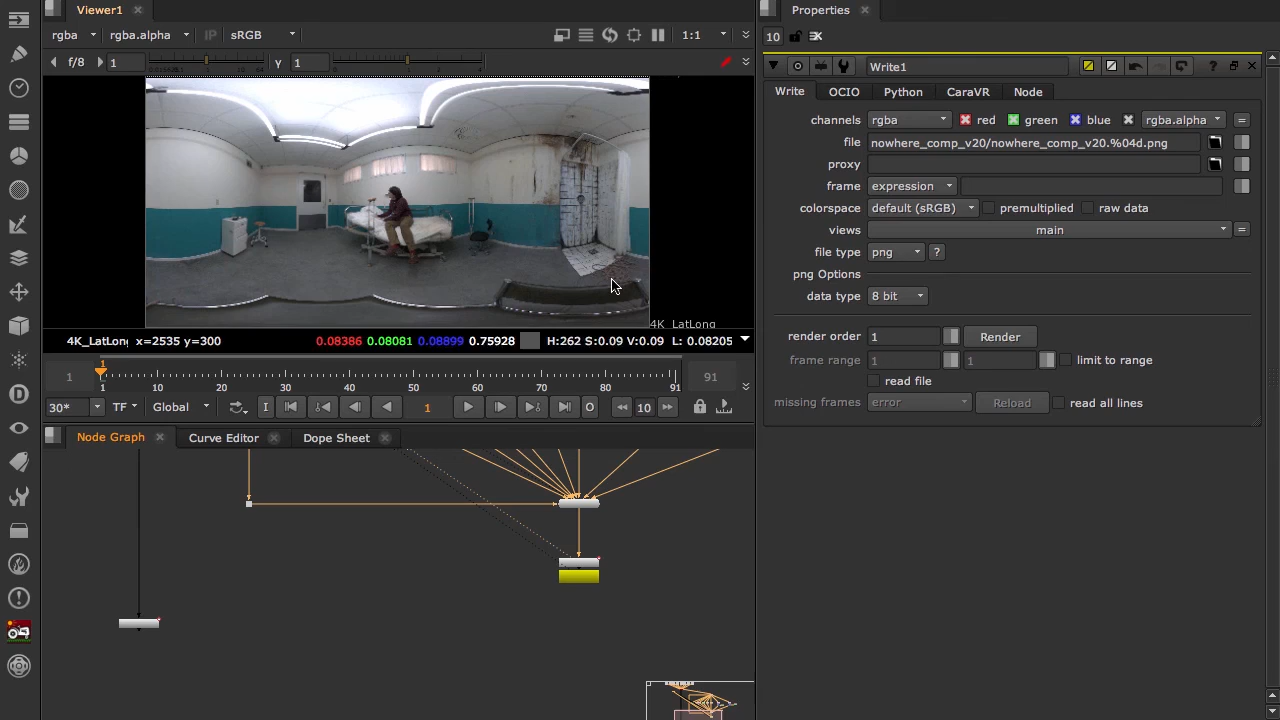 Viewer1
Properties
rgba
rgba.alpha
IP
sRGB
1:1
10
f/8
1
γ
1
Write1
?
Write
OCIO
Python
CaraVR
Node
channels
rgba
red
green
blue
rgba.alpha
=
file
nowhere_comp_v20/nowhere_comp_v20.%04d.png
proxy
frame
expression
colorspace
default (sRGB)
premultiplied
raw data
views
main
=
file type
png
?
png Options
data type
8 bit
render order
1
Render
frame range
1
1
limit to range
read file
missing frames
error
Reload
read all lines
4K_LatLong
4K_LatLong x=2535 y=300
0.08386 0.08081 0.08899 0.75928
H:262 S:0.09 V:0.09 L: 0.08205
1
1
1 10 20 30 40 50 60 70 80 91
91
30*
TF
Global
I
1
O
10
Node Graph
Curve Editor
Dope Sheet